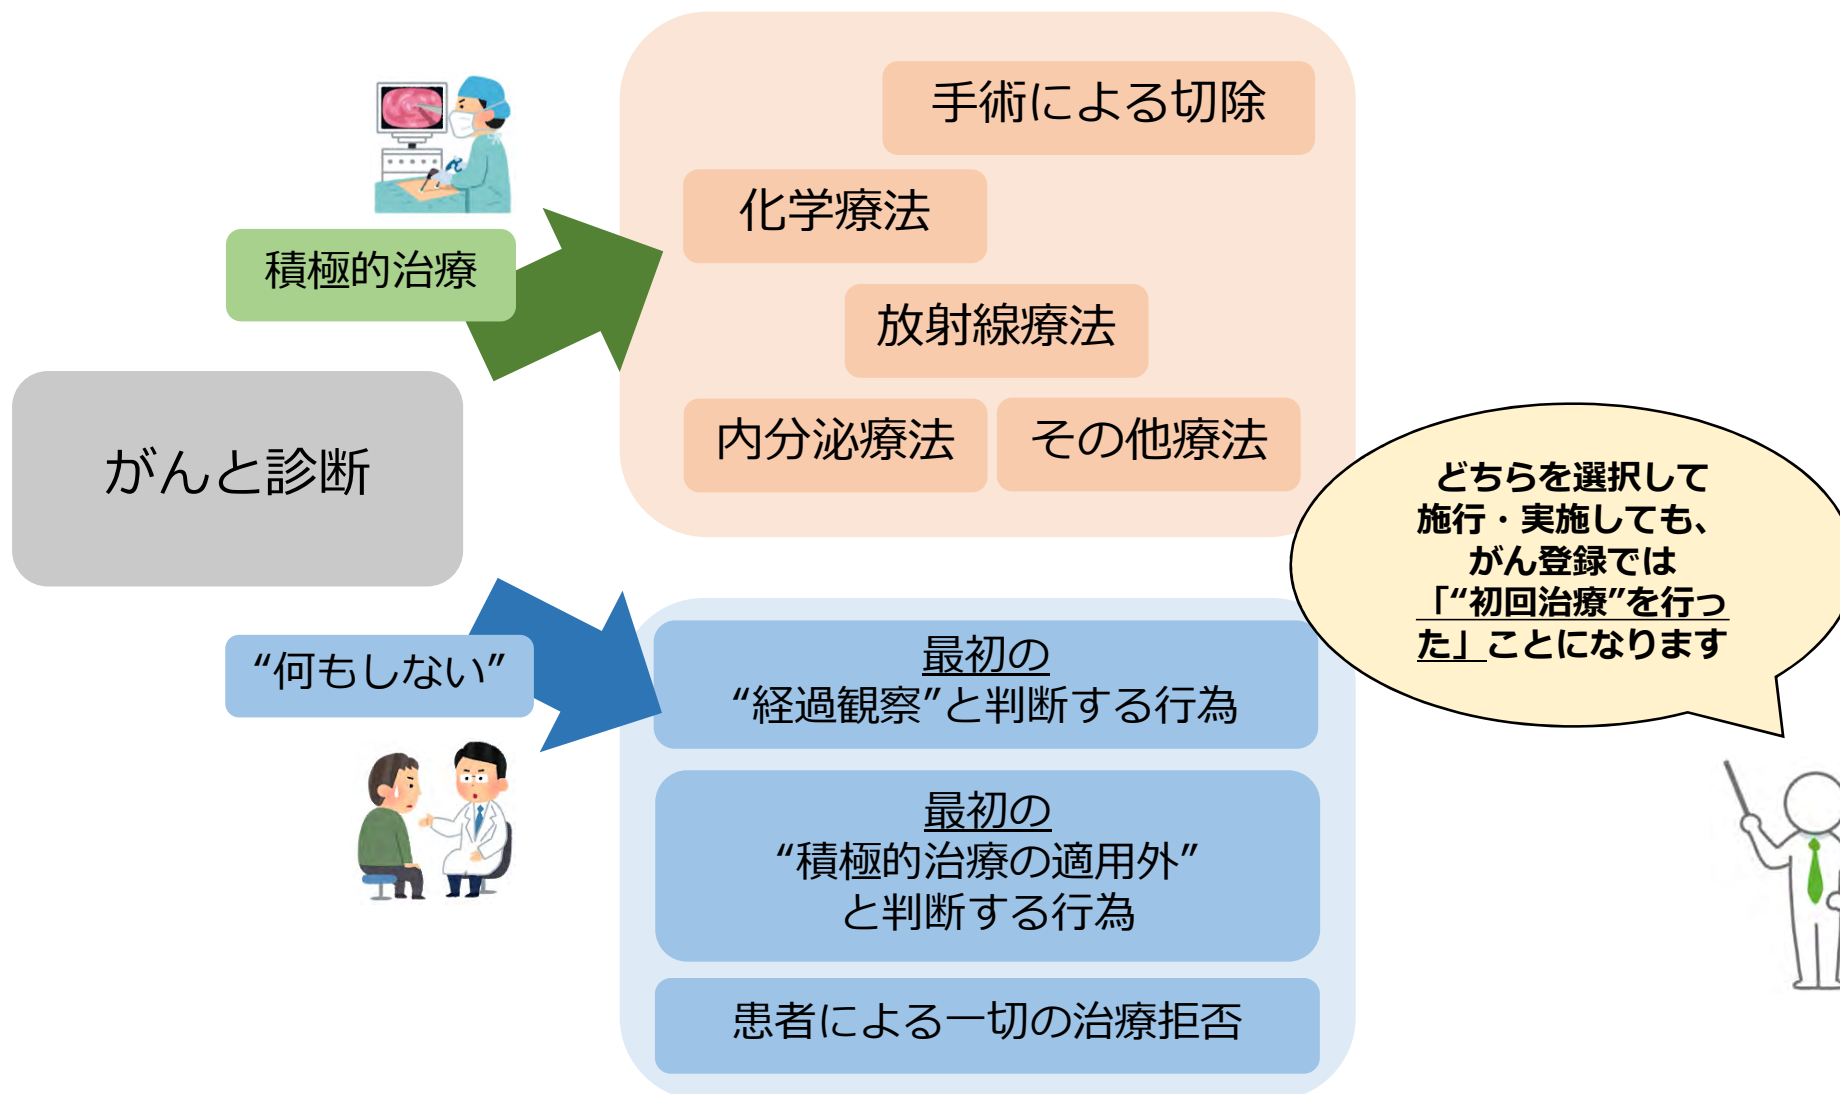 手術による切除
化学療法
積極的治療
放射線療法
内分泌療法
その他療法
がんと診断
どちらを選択して
施行・実施しても、
がん登録では
「“初回治療”を行っ
た」ことになります
“何もしない”
最初の
“経過観察”と判断する行為
最初の
“積極的治療の適用外”
と判断する行為
患者による一切の治療拒否